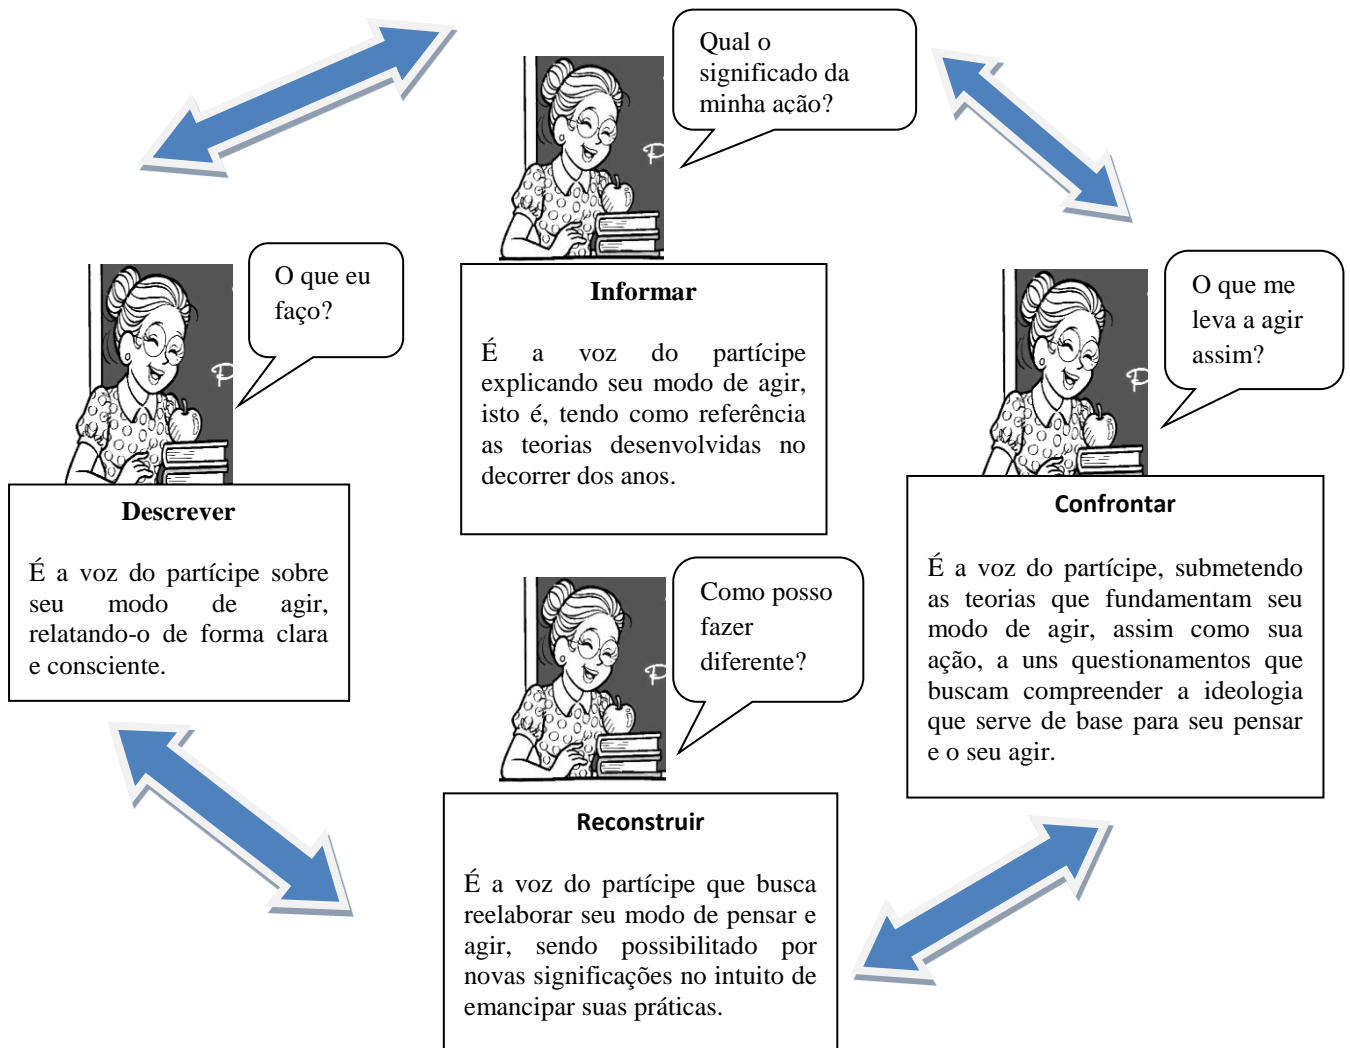 Qual o
significado da
minha ação?
Informar
É a voz do partícipe
explicando seu modo de agir,
isto é, tendo como referência
as teorias desenvolvidas no
decorrer dos anos.
O que eu
faço?
Descrever
É a voz do partícipe sobre
seu modo de agir,
relatando-o de forma clara
e consciente.
O que me
leva a agir
assim?
Confrontar
É a voz do partícipe, submetendo
as teorias que fundamentam seu
modo de agir, assim como sua
ação, a uns questionamentos que
buscam compreender a ideologia
que serve de base para seu pensar
e o seu agir.
Como posso
fazer
diferente?
Reconstruir
É a voz do partícipe que busca
reelaborar seu modo de pensar e
agir, sendo possibilitado por
novas significações no intuito de
emancipar suas práticas.